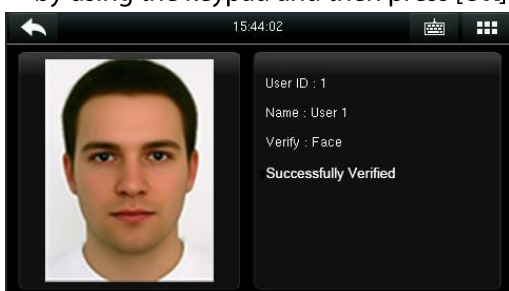 by using the keypad and then press [OK]
15:44:02
User ID : 1
Name : User 1
Verify : Face
Successfully Verified